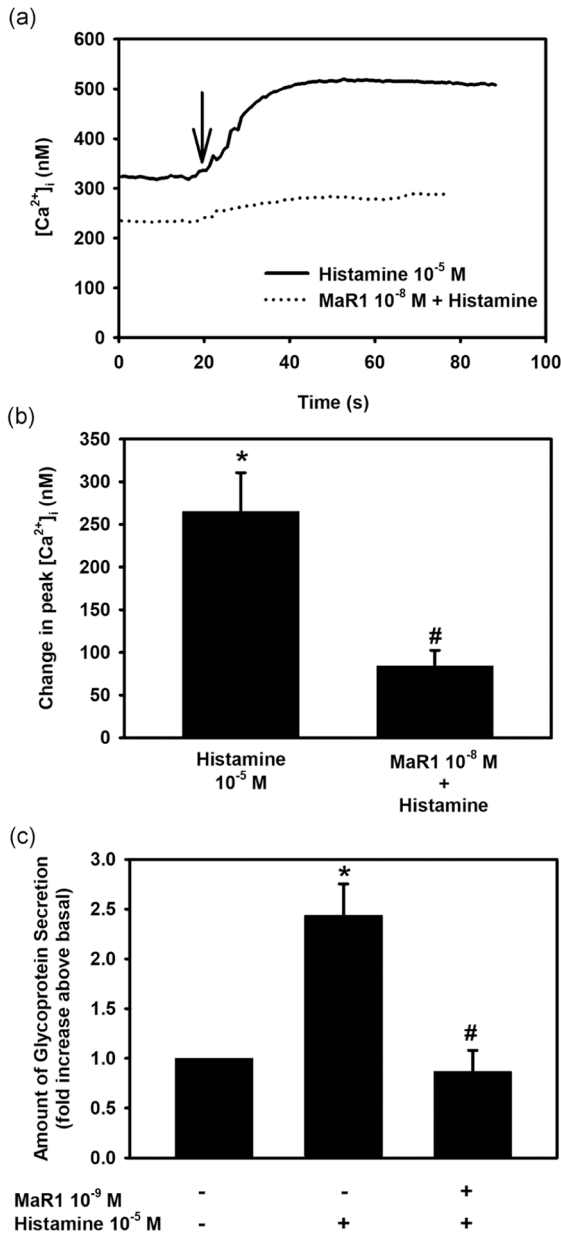 (a)
600
500
400
300
200
100
0
[Ca²⁺]ᵢ (nM)
Histamine 10⁻⁵ M
MaR1 10⁻⁸ M + Histamine
0 20 40 60 80 100
Time (s)
(b)
350
300
250
200
150
100
50
0
Change in peak [Ca²⁺]ᵢ (nM)
*
#
Histamine
10⁻⁵ M
MaR1 10⁻⁸ M
+
Histamine
(c)
3.0
2.5
2.0
1.5
1.0
0.5
0.0
Amount of Glycoprotein Secretion
(fold increase above basal)
*
#
MaR1 10⁻⁹ M - - +
Histamine 10⁻⁵ M - + +